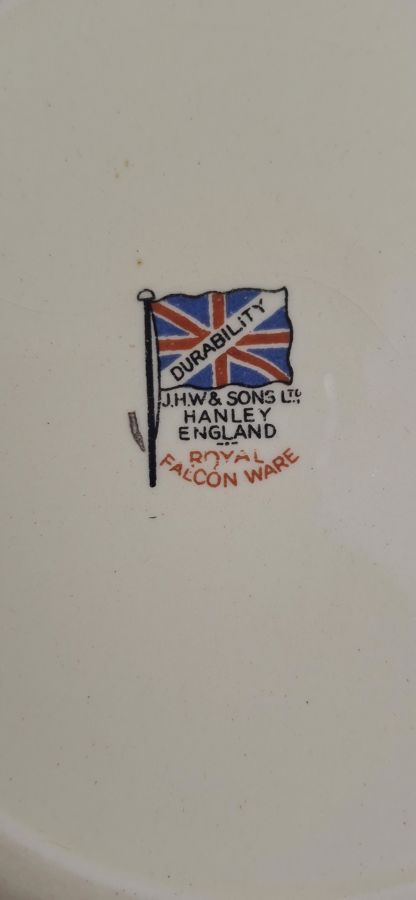 DURABILITY
J.H.W & SONS LTD,
HANLEY
ENGLAND
ROYAL
FALCON WARE